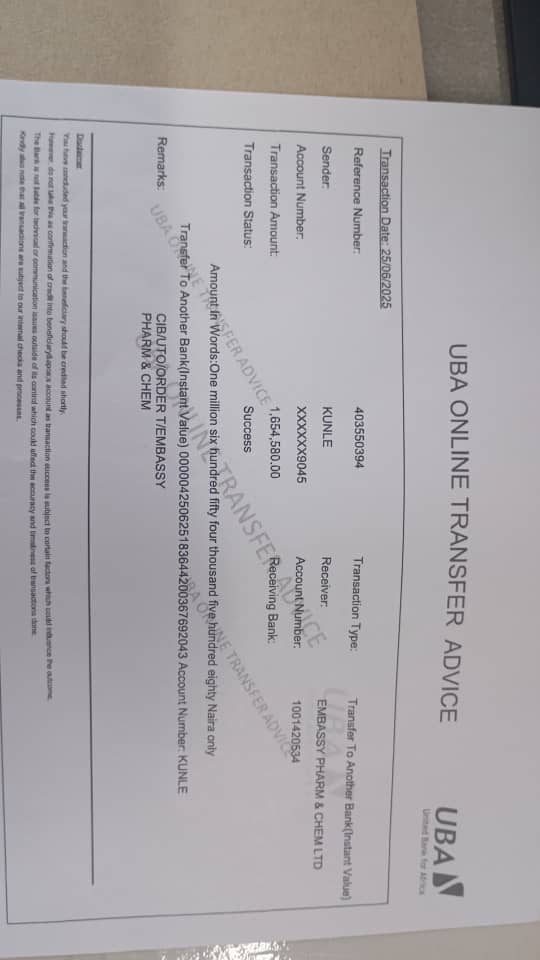 UBA ONLINE TRANSFER ADVICE
UBA
United Bank for Africa
Transaction Date: 25/06/2025
Reference Number: 403550394 Transaction Type: Transfer To Another Bank(Instant Value)
Sender: KUNLE Receiver: EMBASSY PHARM & CHEM LTD
Account Number: XXXXXX9045 Account Number: 1001420534
Transaction Amount: 1,654,580.00 Receiving Bank:
Transaction Status: Success
Amount In Words:One million six hundred fifty four thousand five hundred eighty Naira only
Transfer To Another Bank(Instant Value) 000004250625183644200367692043 Account Number: KUNLE
Remarks: CIB/UTO/ORDER T/EMBASSY
PHARM & CHEM
UBA ONLINE TRANSFER ADVICE
UBA ONLINE TRANSFER ADVICE
UBA ONLINE TRANSFER ADVICE
Disclaimer:
You have concluded your transaction and the beneficiary should be credited shortly.
However, do not take this as confirmation of credit into beneficiary&apos;s account as transaction success is subject to certain factors which could influence the outcome.
The Bank is not liable for technical or communication issues outside of its control which could affect the accuracy and timeliness of transactions done.
Kindly also note that all transactions are subject to our internal checks and processes.